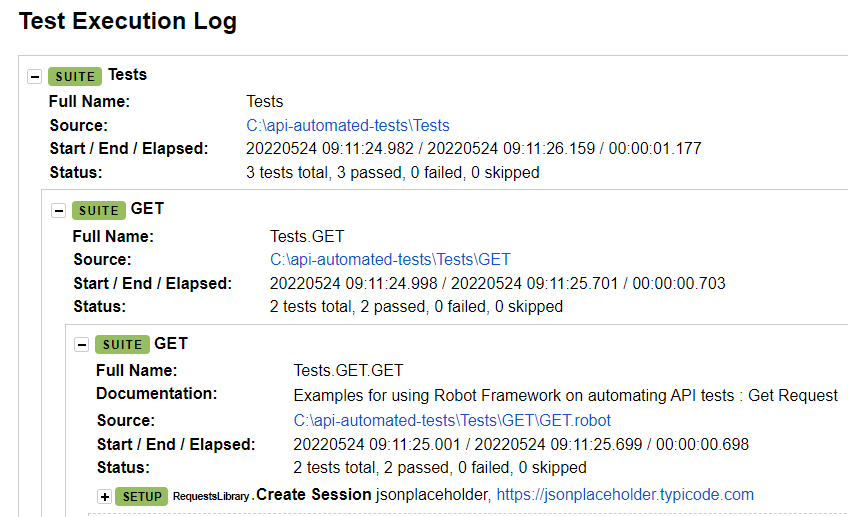 Test Execution Log
SUITE Tests
Full Name: Tests
Source: C:\api-automated-tests\Tests
Start / End / Elapsed: 20220524 09:11:24.982 / 20220524 09:11:26.159 / 00:00:01.177
Status: 3 tests total, 3 passed, 0 failed, 0 skipped
SUITE GET
Full Name: Tests.GET
Source: C:\api-automated-tests\Tests\GET
Start / End / Elapsed: 20220524 09:11:24.998 / 20220524 09:11:25.701 / 00:00:00.703
Status: 2 tests total, 2 passed, 0 failed, 0 skipped
SUITE GET
Full Name: Tests.GET.GET
Documentation: Examples for using Robot Framework on automating API tests : Get Request
Source: C:\api-automated-tests\Tests\GET\GET.robot
Start / End / Elapsed: 20220524 09:11:25.001 / 20220524 09:11:25.699 / 00:00:00.698
Status: 2 tests total, 2 passed, 0 failed, 0 skipped
SETUP RequestsLibrary.Create Session jsonplaceholder, https://jsonplaceholder.typicode.com